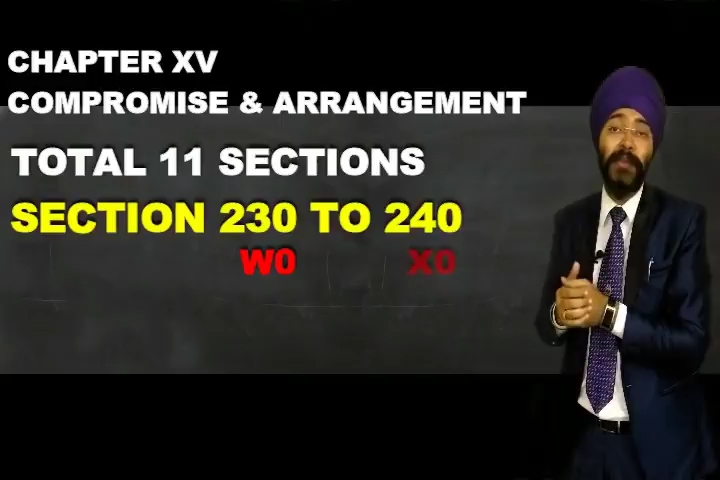 CHAPTER XV
COMPROMISE & ARRANGEMENT
TOTAL 11 SECTIONS
SECTION 230 TO 240
W0 X0